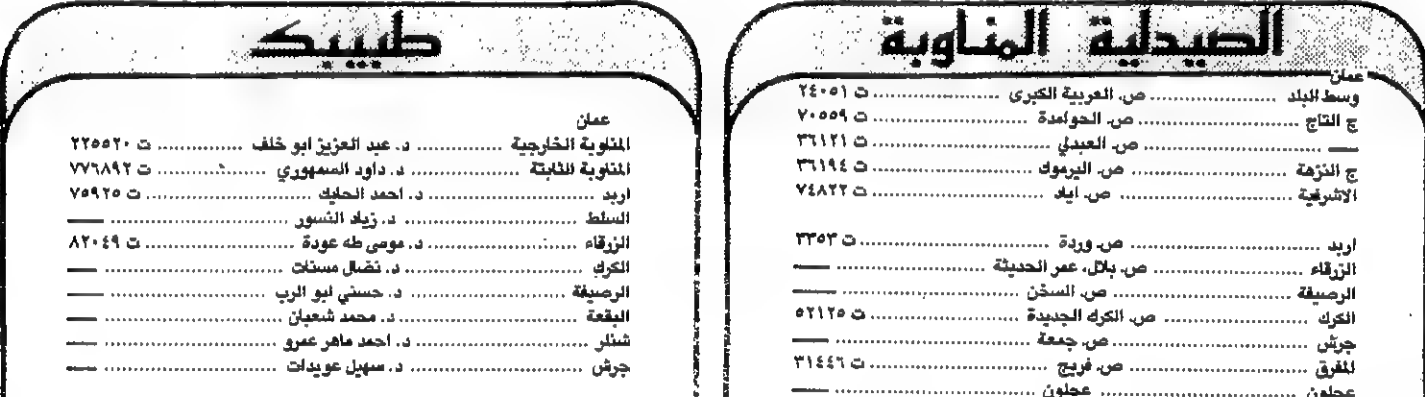 الصيدلية المناوبة
عمان
وسط البلد ............ ص. العربية الكبرى ............ ت ٢٤٠٥١
ج التاج ............ ص. الحوامدة ............ ت ٧٠٥٥٩
— ............ ص. العبدلي ............ ت ٣٦١٢١
ج النزهة ............ ص. اليرموك ............ ت ٣٦١٩٤
الاشرفية ............ ص. اياد ............ ت ٧٤٨٢٢
اربد ............ ص. وردة ............ ت ٣٣٥٣
الزرقاء ............ ص. بلال، عمر الحديثة ............ —
الرصيفة ............ ص. السخن ............ —
الكرك ............ ص. الكرك الجديدة ............ ت ٥٢١٢٥
جرش ............ ص. جمعة ............ —
المفرق ............ ص. فريج ............ ت ٣١٤٤٦
عجلون ............ عجلون ............ —
طبيبك
عمان
المناوبة الخارجية ............ د. عبد العزيز ابو خلف ............ ت ٢٢٥٥٢٠
المناوبة الثابتة ............ د. داود السمهوري ............ ت ٧٧٦٨٩٢
اربد ............ د. احمد الحايك ............ ت ٧٥٩٢٥
السلط ............ د. زياد النسور ............ —
الزرقاء ............ د. موسى طه عودة ............ ت ٨٢٠٤٩
الكرك ............ د. نضال مستات ............ —
الرصيفة ............ د. حسني ابو الرب ............ —
البقعة ............ د. محمد شعبان ............ —
شنلر ............ د. احمد ماهر عمرو ............ —
جرش ............ د. سهيل عويدات ............ —